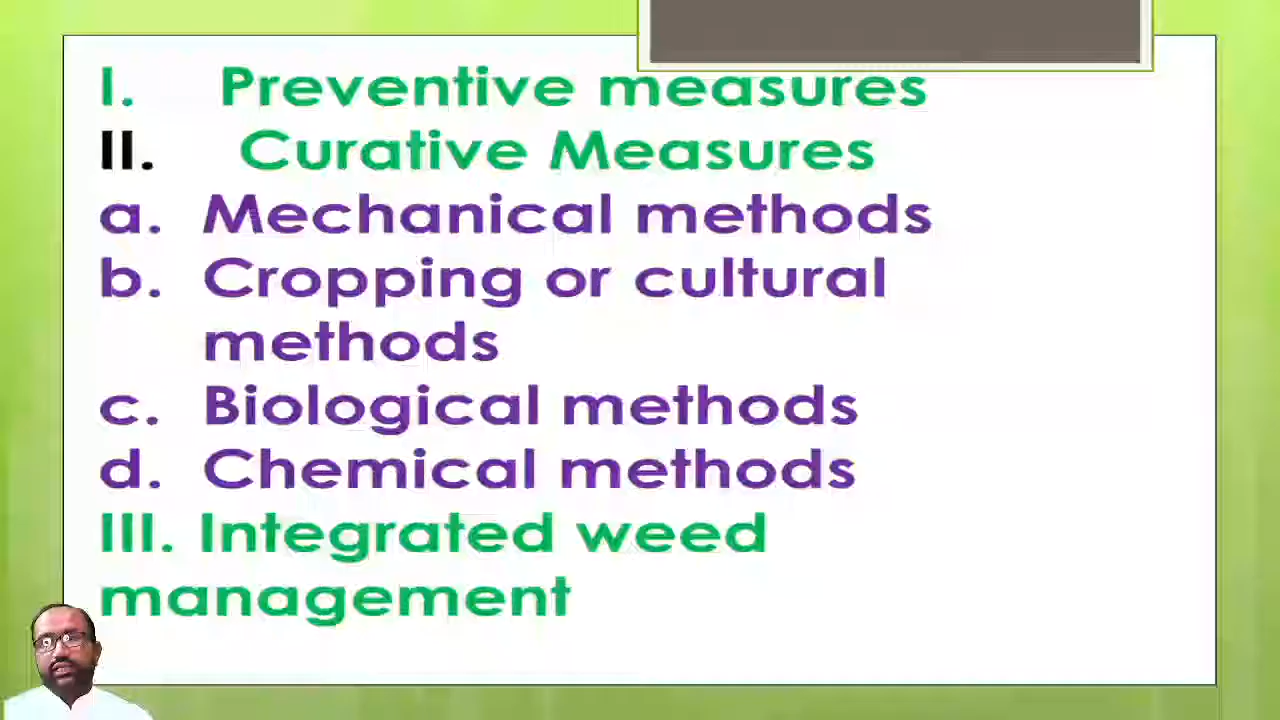 I. Preventive measures
II. Curative Measures
a. Mechanical methods
b. Cropping or cultural
methods
c. Biological methods
d. Chemical methods
III. Integrated weed
management